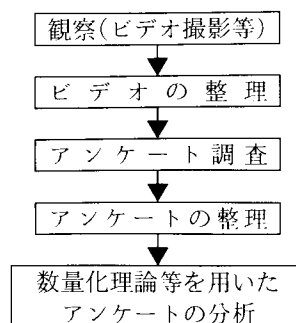 観察(ビデオ撮影等)
ビデオの整理
アンケート調査
アンケートの整理
数量化理論等を用いた
アンケートの分析